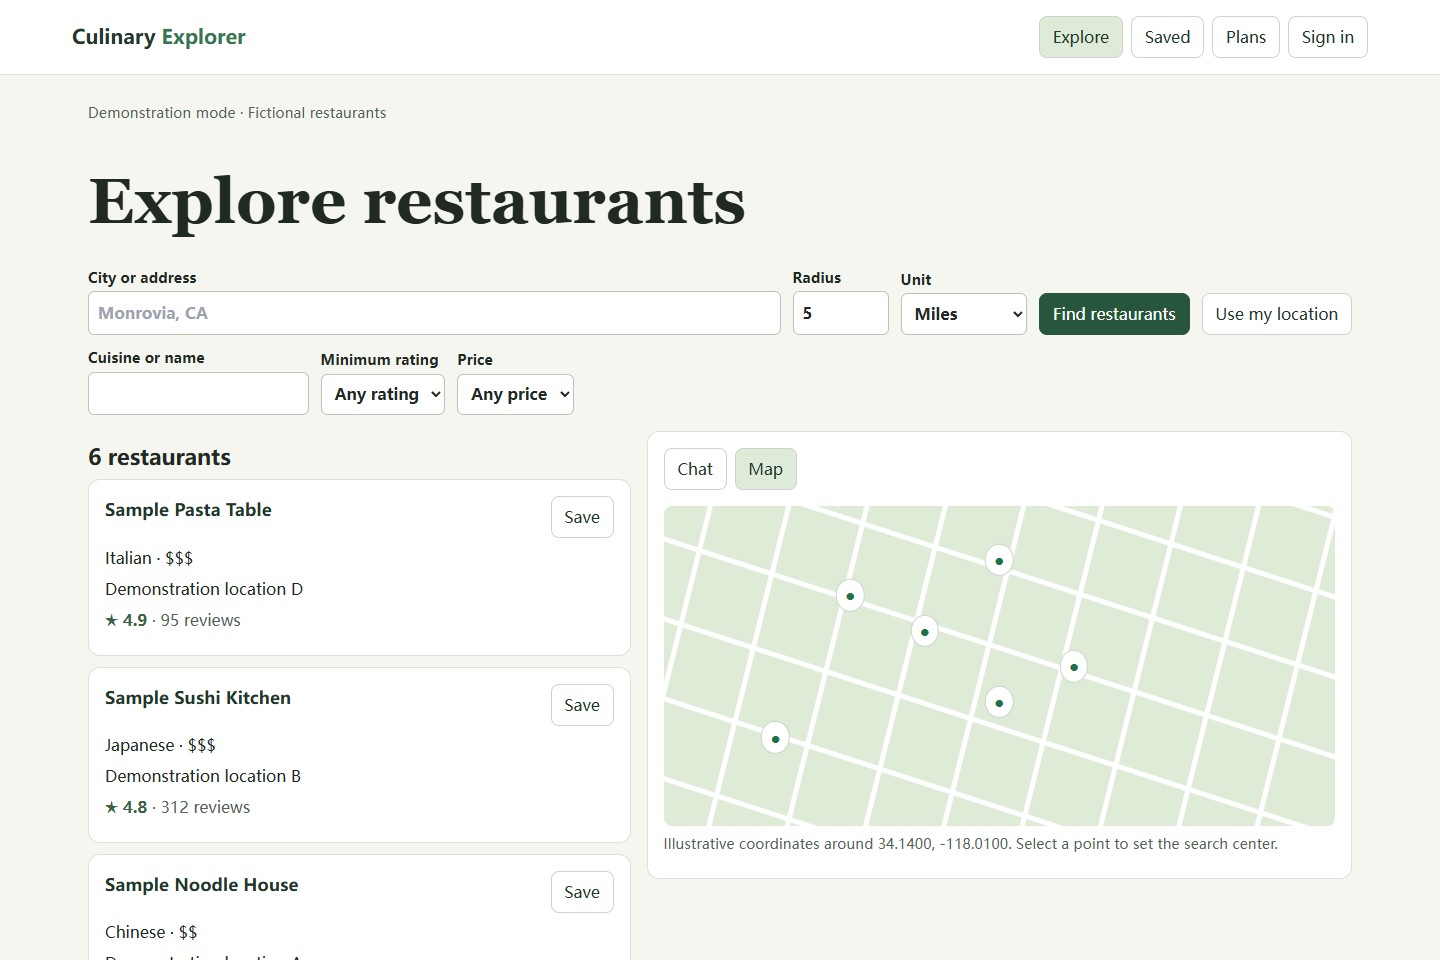 Culinary Explorer
Explore
Saved
Plans
Sign in
Demonstration mode · Fictional restaurants
Explore restaurants
City or address
Radius
Unit
Monrovia, CA
5
Miles
Find restaurants
Use my location
Cuisine or name
Minimum rating
Price
Any rating
Any price
6 restaurants
Sample Pasta Table
Save
Italian · $$$
Demonstration location D
★ 4.9 · 95 reviews
Sample Sushi Kitchen
Save
Japanese · $$$
Demonstration location B
★ 4.8 · 312 reviews
Sample Noodle House
Save
Chinese · $$
Chat
Map
Illustrative coordinates around 34.1400, -118.0100. Select a point to set the search center.